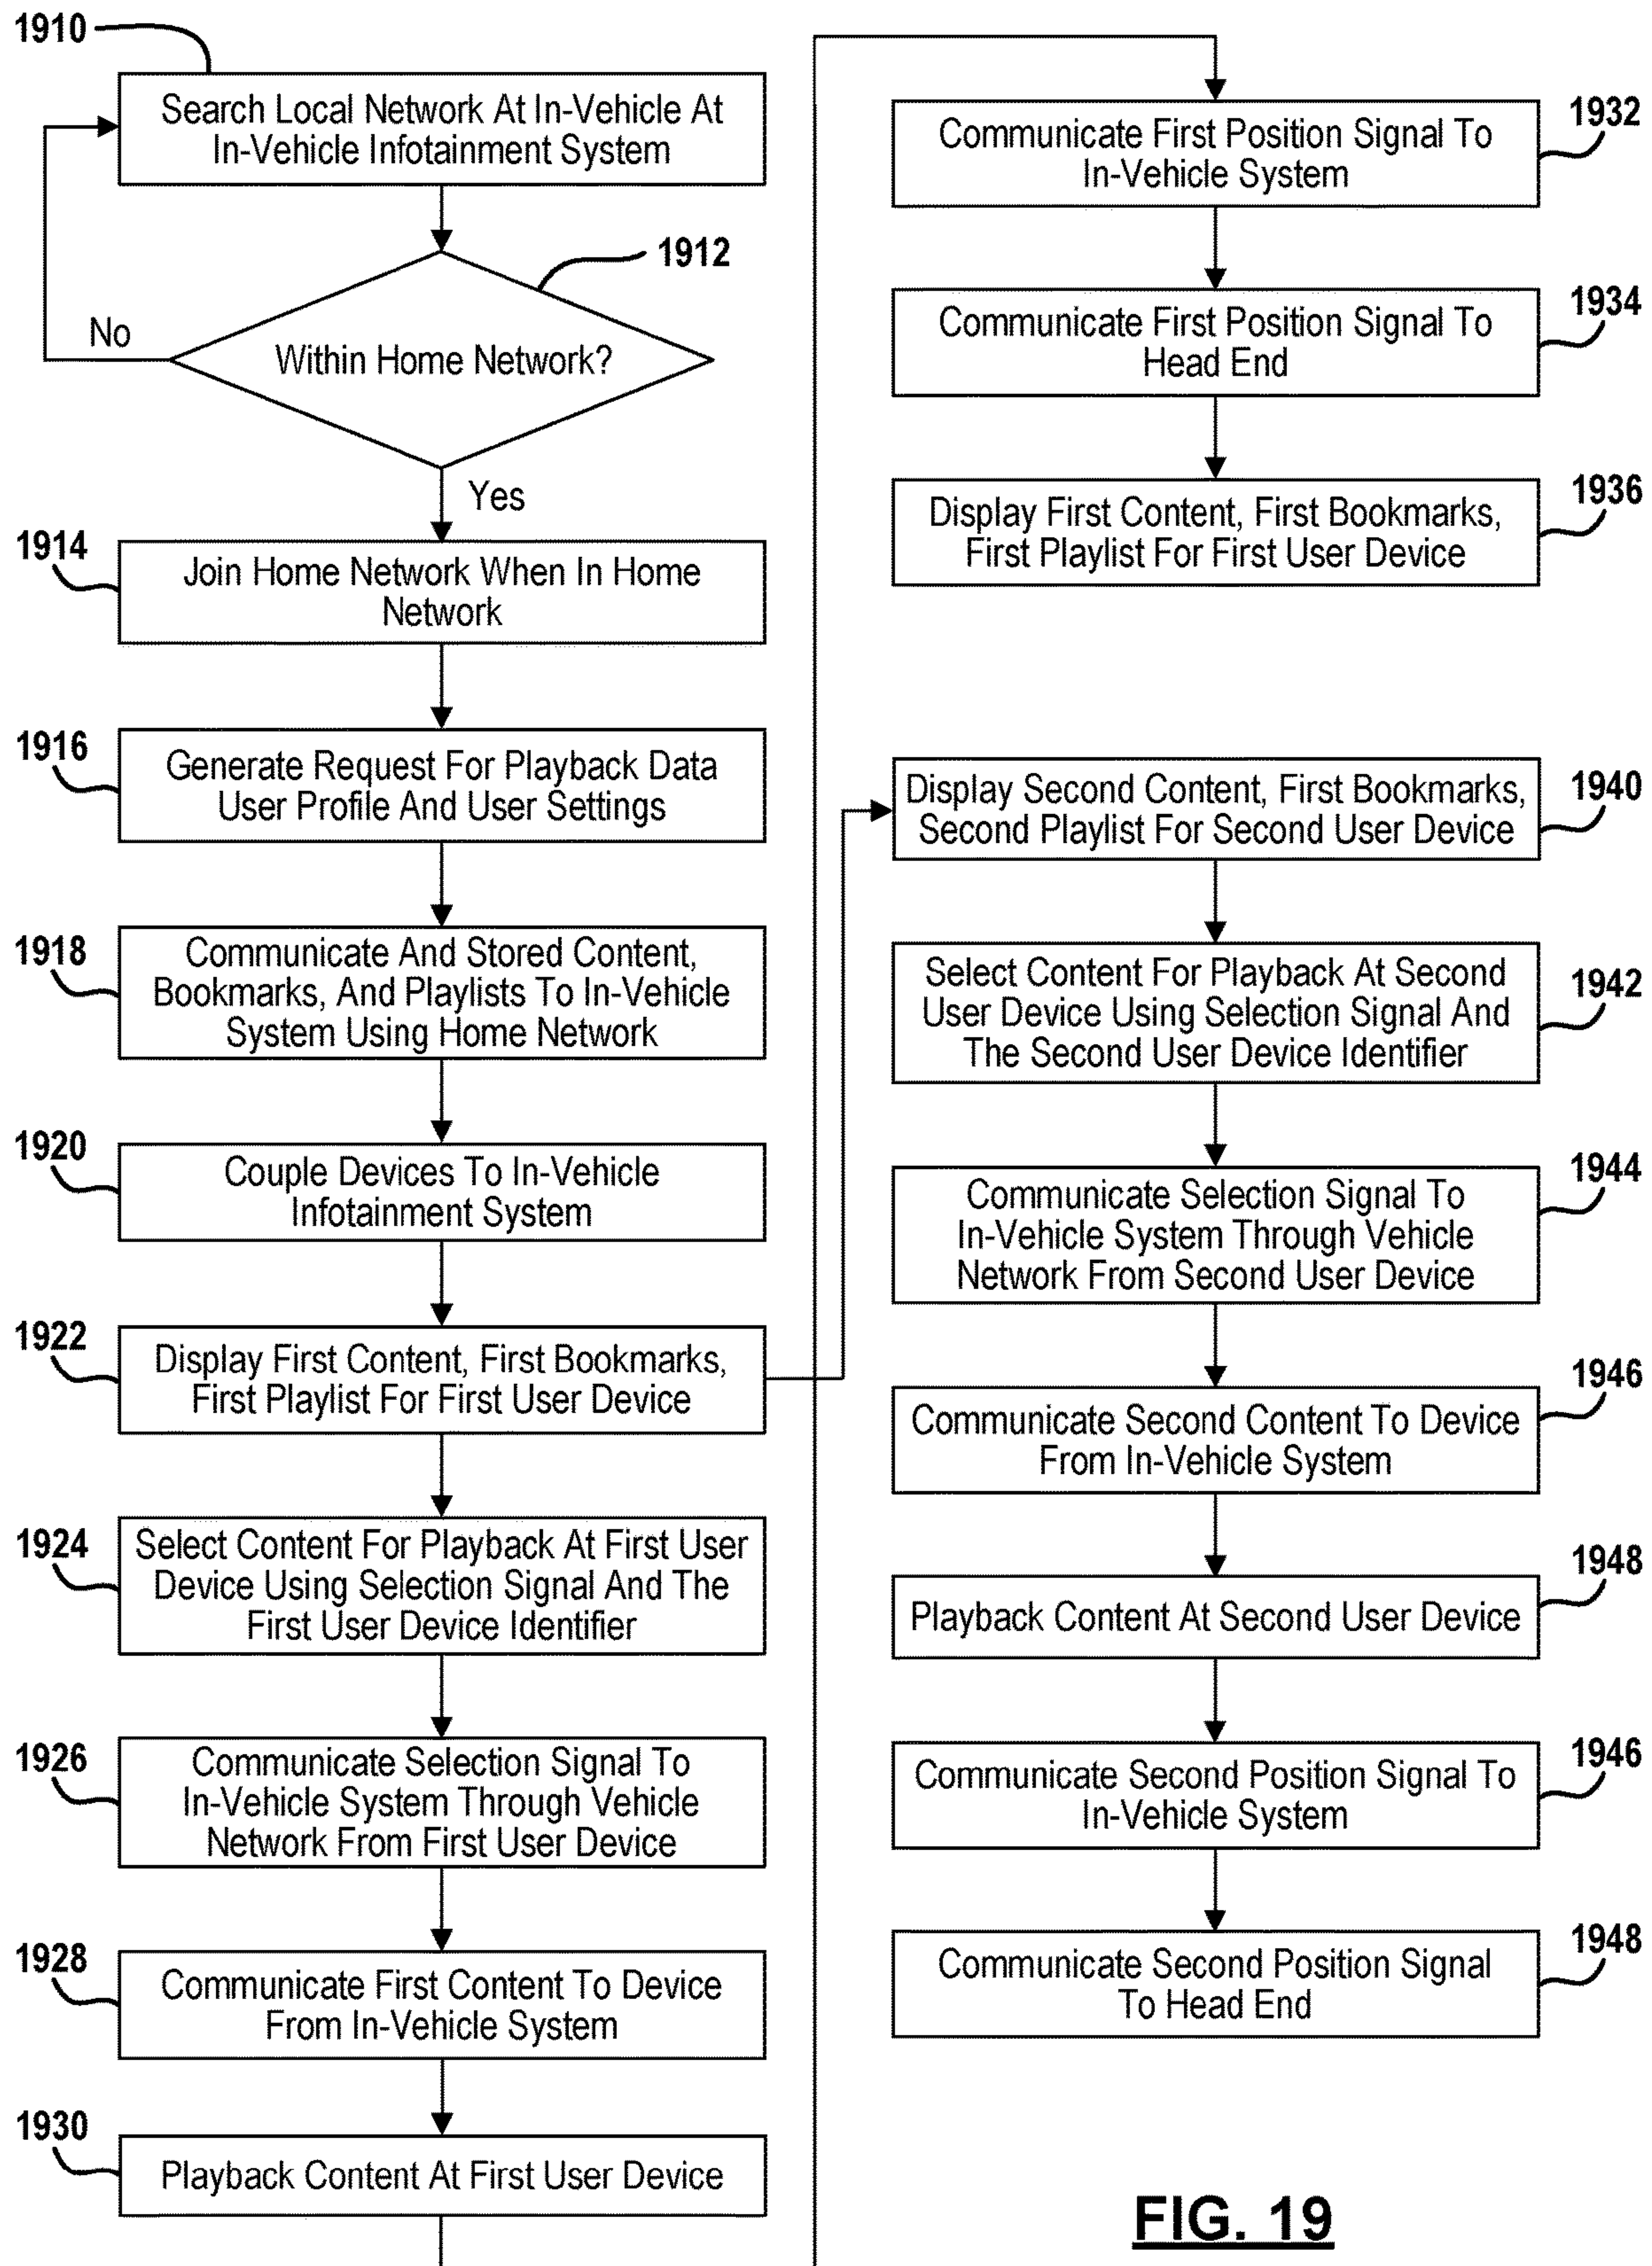 1910
Search Local Network At In-Vehicle At
In-Vehicle Infotainment System
1912
Within Home Network?
No
Yes
1914
Join Home Network When In Home
Network
1916
Generate Request For Playback Data
User Profile And User Settings
1918
Communicate And Stored Content,
Bookmarks, And Playlists To In-Vehicle
System Using Home Network
1920
Couple Devices To In-Vehicle
Infotainment System
1922
Display First Content, First Bookmarks,
First Playlist For First User Device
1924
Select Content For Playback At First User
Device Using Selection Signal And The
First User Device Identifier
1926
Communicate Selection Signal To
In-Vehicle System Through Vehicle
Network From First User Device
1928
Communicate First Content To Device
From In-Vehicle System
1930
Playback Content At First User Device
1932
Communicate First Position Signal To
In-Vehicle System
1934
Communicate First Position Signal To
Head End
1936
Display First Content, First Bookmarks,
First Playlist For First User Device
1940
Display Second Content, First Bookmarks,
Second Playlist For Second User Device
1942
Select Content For Playback At Second
User Device Using Selection Signal And
The Second User Device Identifier
1944
Communicate Selection Signal To
In-Vehicle System Through Vehicle
Network From Second User Device
1946
Communicate Second Content To Device
From In-Vehicle System
1948
Playback Content At Second User Device
1946
Communicate Second Position Signal To
In-Vehicle System
1948
Communicate Second Position Signal
To Head End
FIG. 19